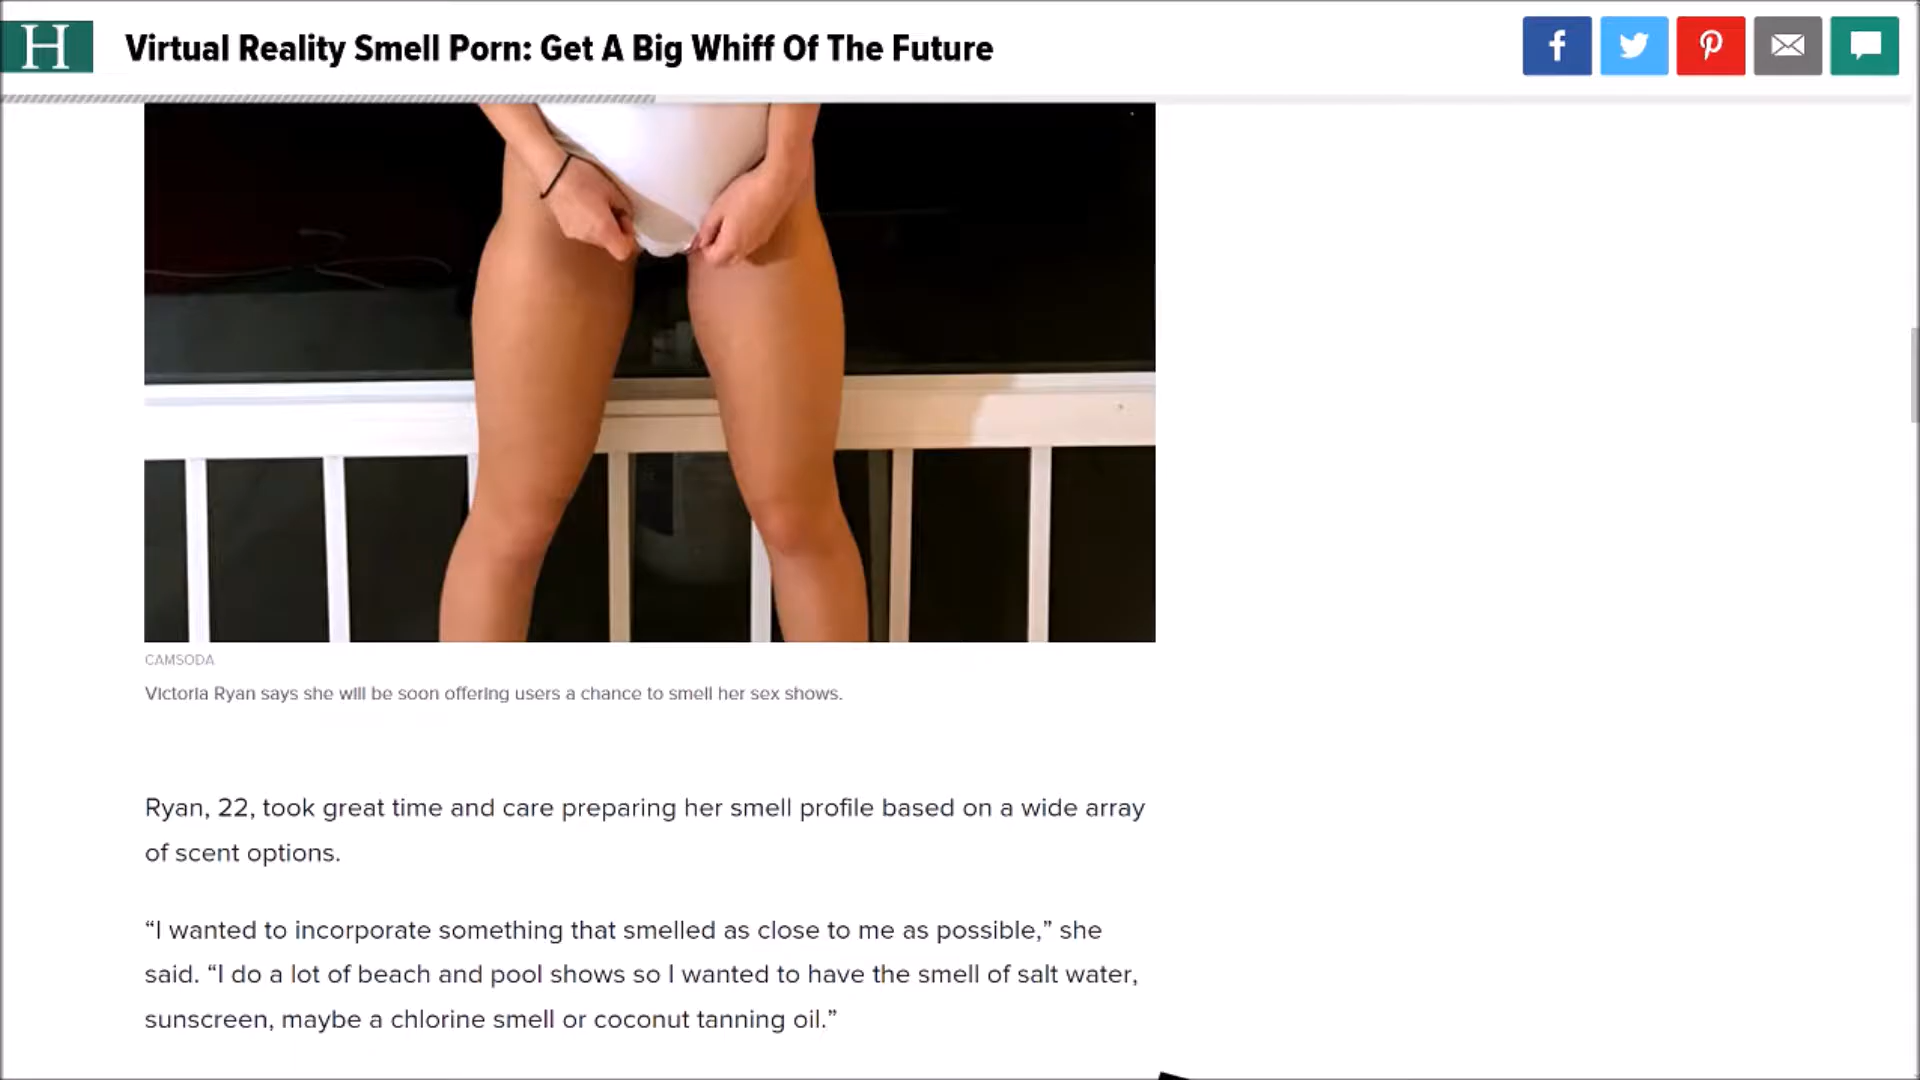 H
Virtual Reality Smell Porn: Get A Big Whiff Of The Future
CAMSODA
Victoria Ryan says she will be soon offering users a chance to smell her sex shows.
Ryan, 22, took great time and care preparing her smell profile based on a wide array
of scent options.
“I wanted to incorporate something that smelled as close to me as possible,” she
said. “I do a lot of beach and pool shows so I wanted to have the smell of salt water,
sunscreen, maybe a chlorine smell or coconut tanning oil.”